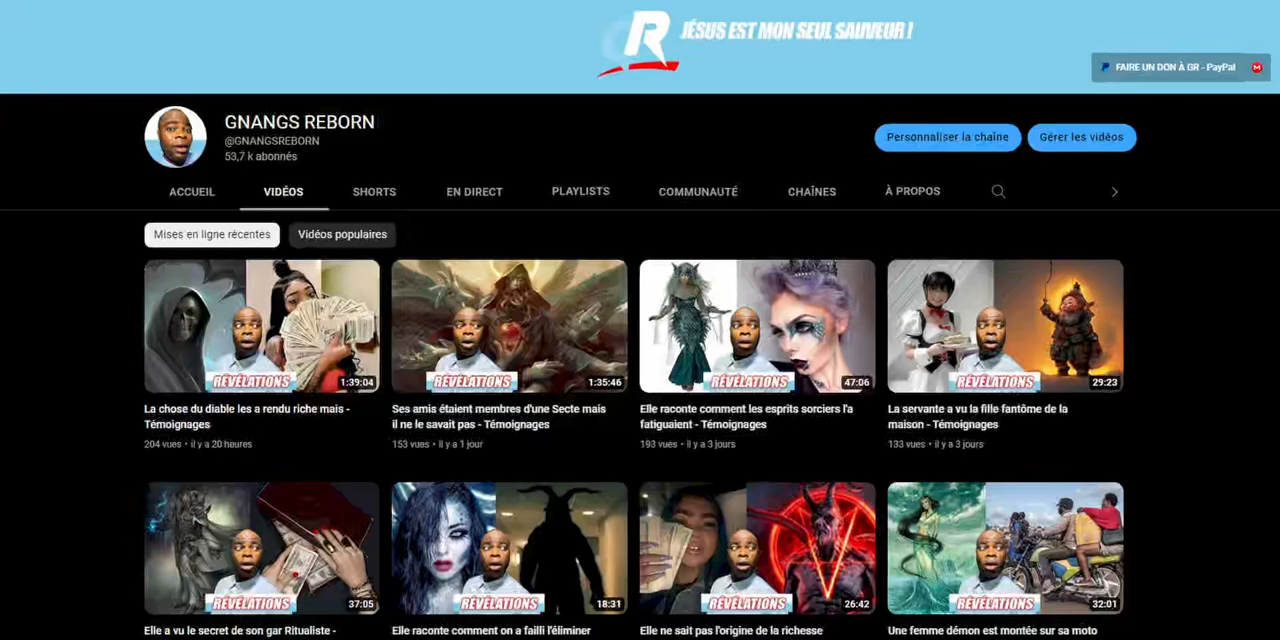 R JÉSUS EST MON SEUL SAUVEUR !
FAIRE UN DON À GR - PayPal
GNANGS REBORN
@GNANGSREBORN
53,7 k abonnés
Personnaliser la chaîne
Gérer les vidéos
ACCUEIL
VIDÉOS
SHORTS
EN DIRECT
PLAYLISTS
COMMUNAUTÉ
CHAÎNES
À PROPOS
Mises en ligne récentes
Vidéos populaires
RÉVÉLATIONS
1:39:04
La chose du diable les a rendu riche mais -
Témoignages
204 vues • il y a 20 heures
RÉVÉLATIONS
1:35:46
Ses amis étaient membres d'une Secte mais
il ne le savait pas - Témoignages
153 vues • il y a 1 jour
RÉVÉLATIONS
47:06
Elle raconte comment les esprits sorciers l'a
fatiguaient - Témoignages
193 vues • il y a 3 jours
RÉVÉLATIONS
29:23
La servante a vu la fille fantôme de la
maison - Témoignages
133 vues • il y a 3 jours
RÉVÉLATIONS
37:05
Elle a vu le secret de son gar Ritualiste -
RÉVÉLATIONS
18:31
Elle raconte comment on a failli l'éliminer
RÉVÉLATIONS
26:42
Elle ne sait pas l'origine de la richesse
RÉVÉLATIONS
32:01
Une femme démon est montée sur sa moto